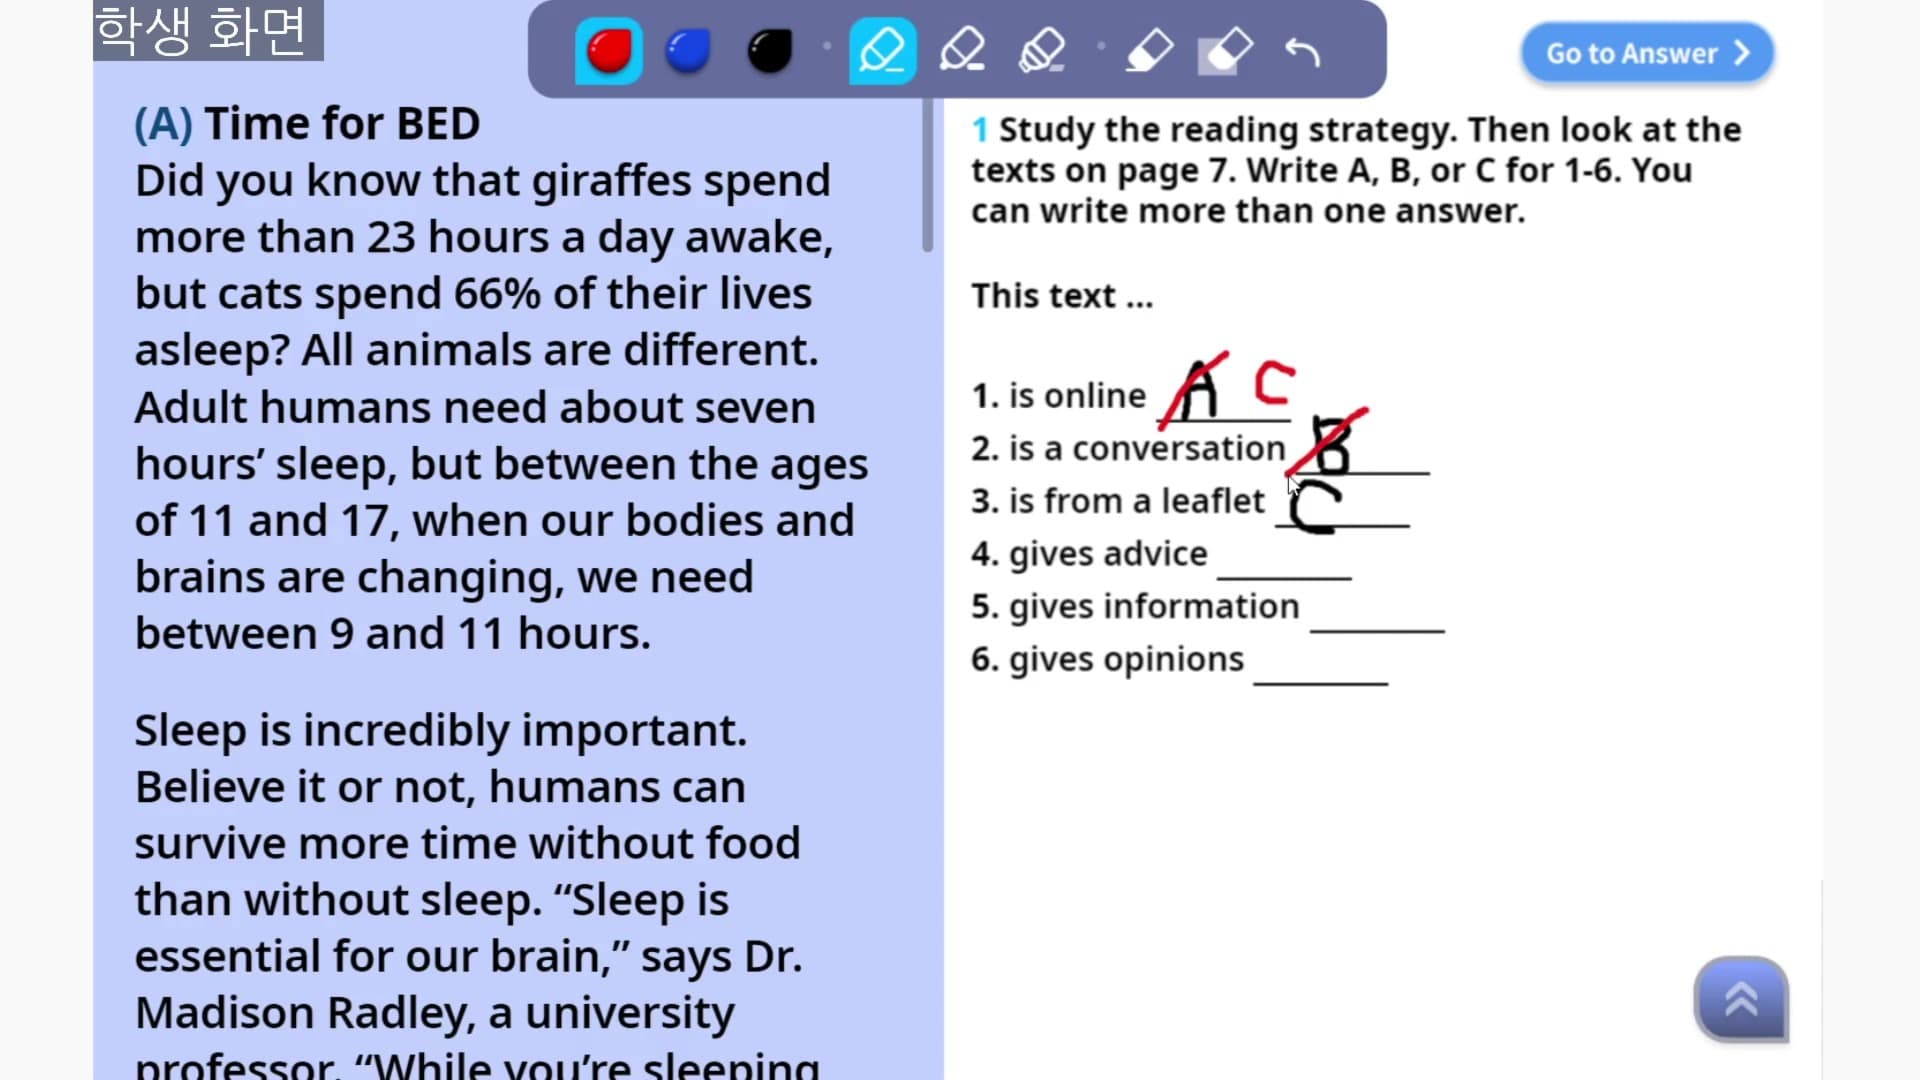 학생 화면
Go to Answer
(A) Time for BED
Did you know that giraffes spend
more than 23 hours a day awake,
but cats spend 66% of their lives
asleep? All animals are different.
Adult humans need about seven
hours’ sleep, but between the ages
of 11 and 17, when our bodies and
brains are changing, we need
between 9 and 11 hours.
Sleep is incredibly important.
Believe it or not, humans can
survive more time without food
than without sleep. “Sleep is
essential for our brain,” says Dr.
Madison Radley, a university
professor. “While you’re sleeping
1 Study the reading strategy. Then look at the
texts on page 7. Write A, B, or C for 1-6. You
can write more than one answer.
This text ...
1. is online A C
2. is a conversation B
3. is from a leaflet C
4. gives advice
5. gives information
6. gives opinions